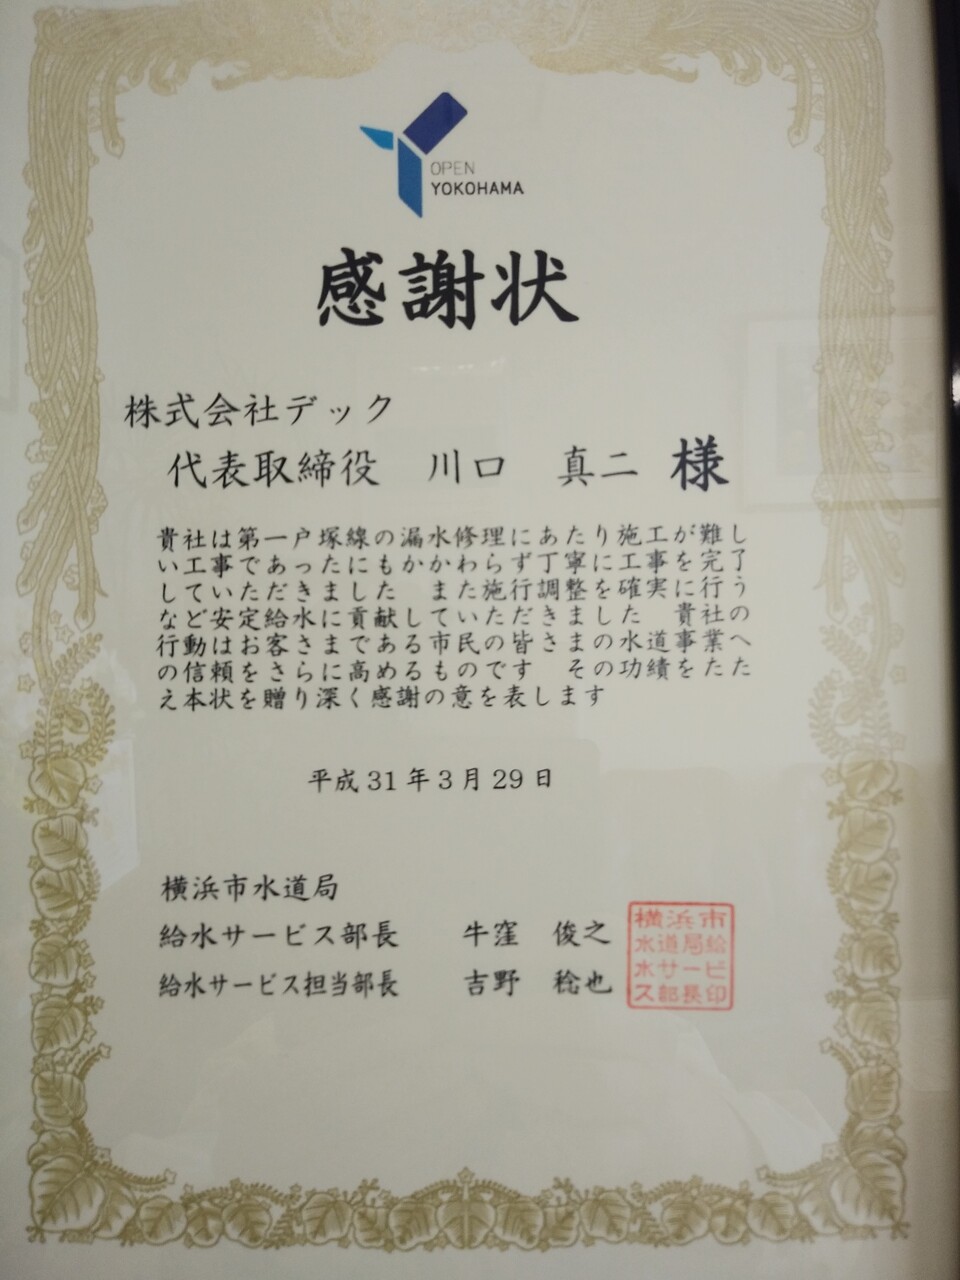 OPEN
YOKOHAMA
感謝状
株式会社デック
代表取締役 川口 真二 様
貴社は第一戸塚線の漏水修理にあたり施工が難し
い工事であったにもかかわらず丁寧に工事を完了
していただきました また施行調整を確実に行う
など安定給水に貢献していただきました 貴社の
行動はお客さまである市民の皆さまの水道事業へ
の信頼をさらに高めるものです その功績をたた
え本状を贈り深く感謝の意を表します
平成31年3月29日
横浜市水道局
給水サービス部長 牛窪 俊之
給水サービス担当部長 吉野 稔也
横浜市
水道局給
水サービ
ス部長印